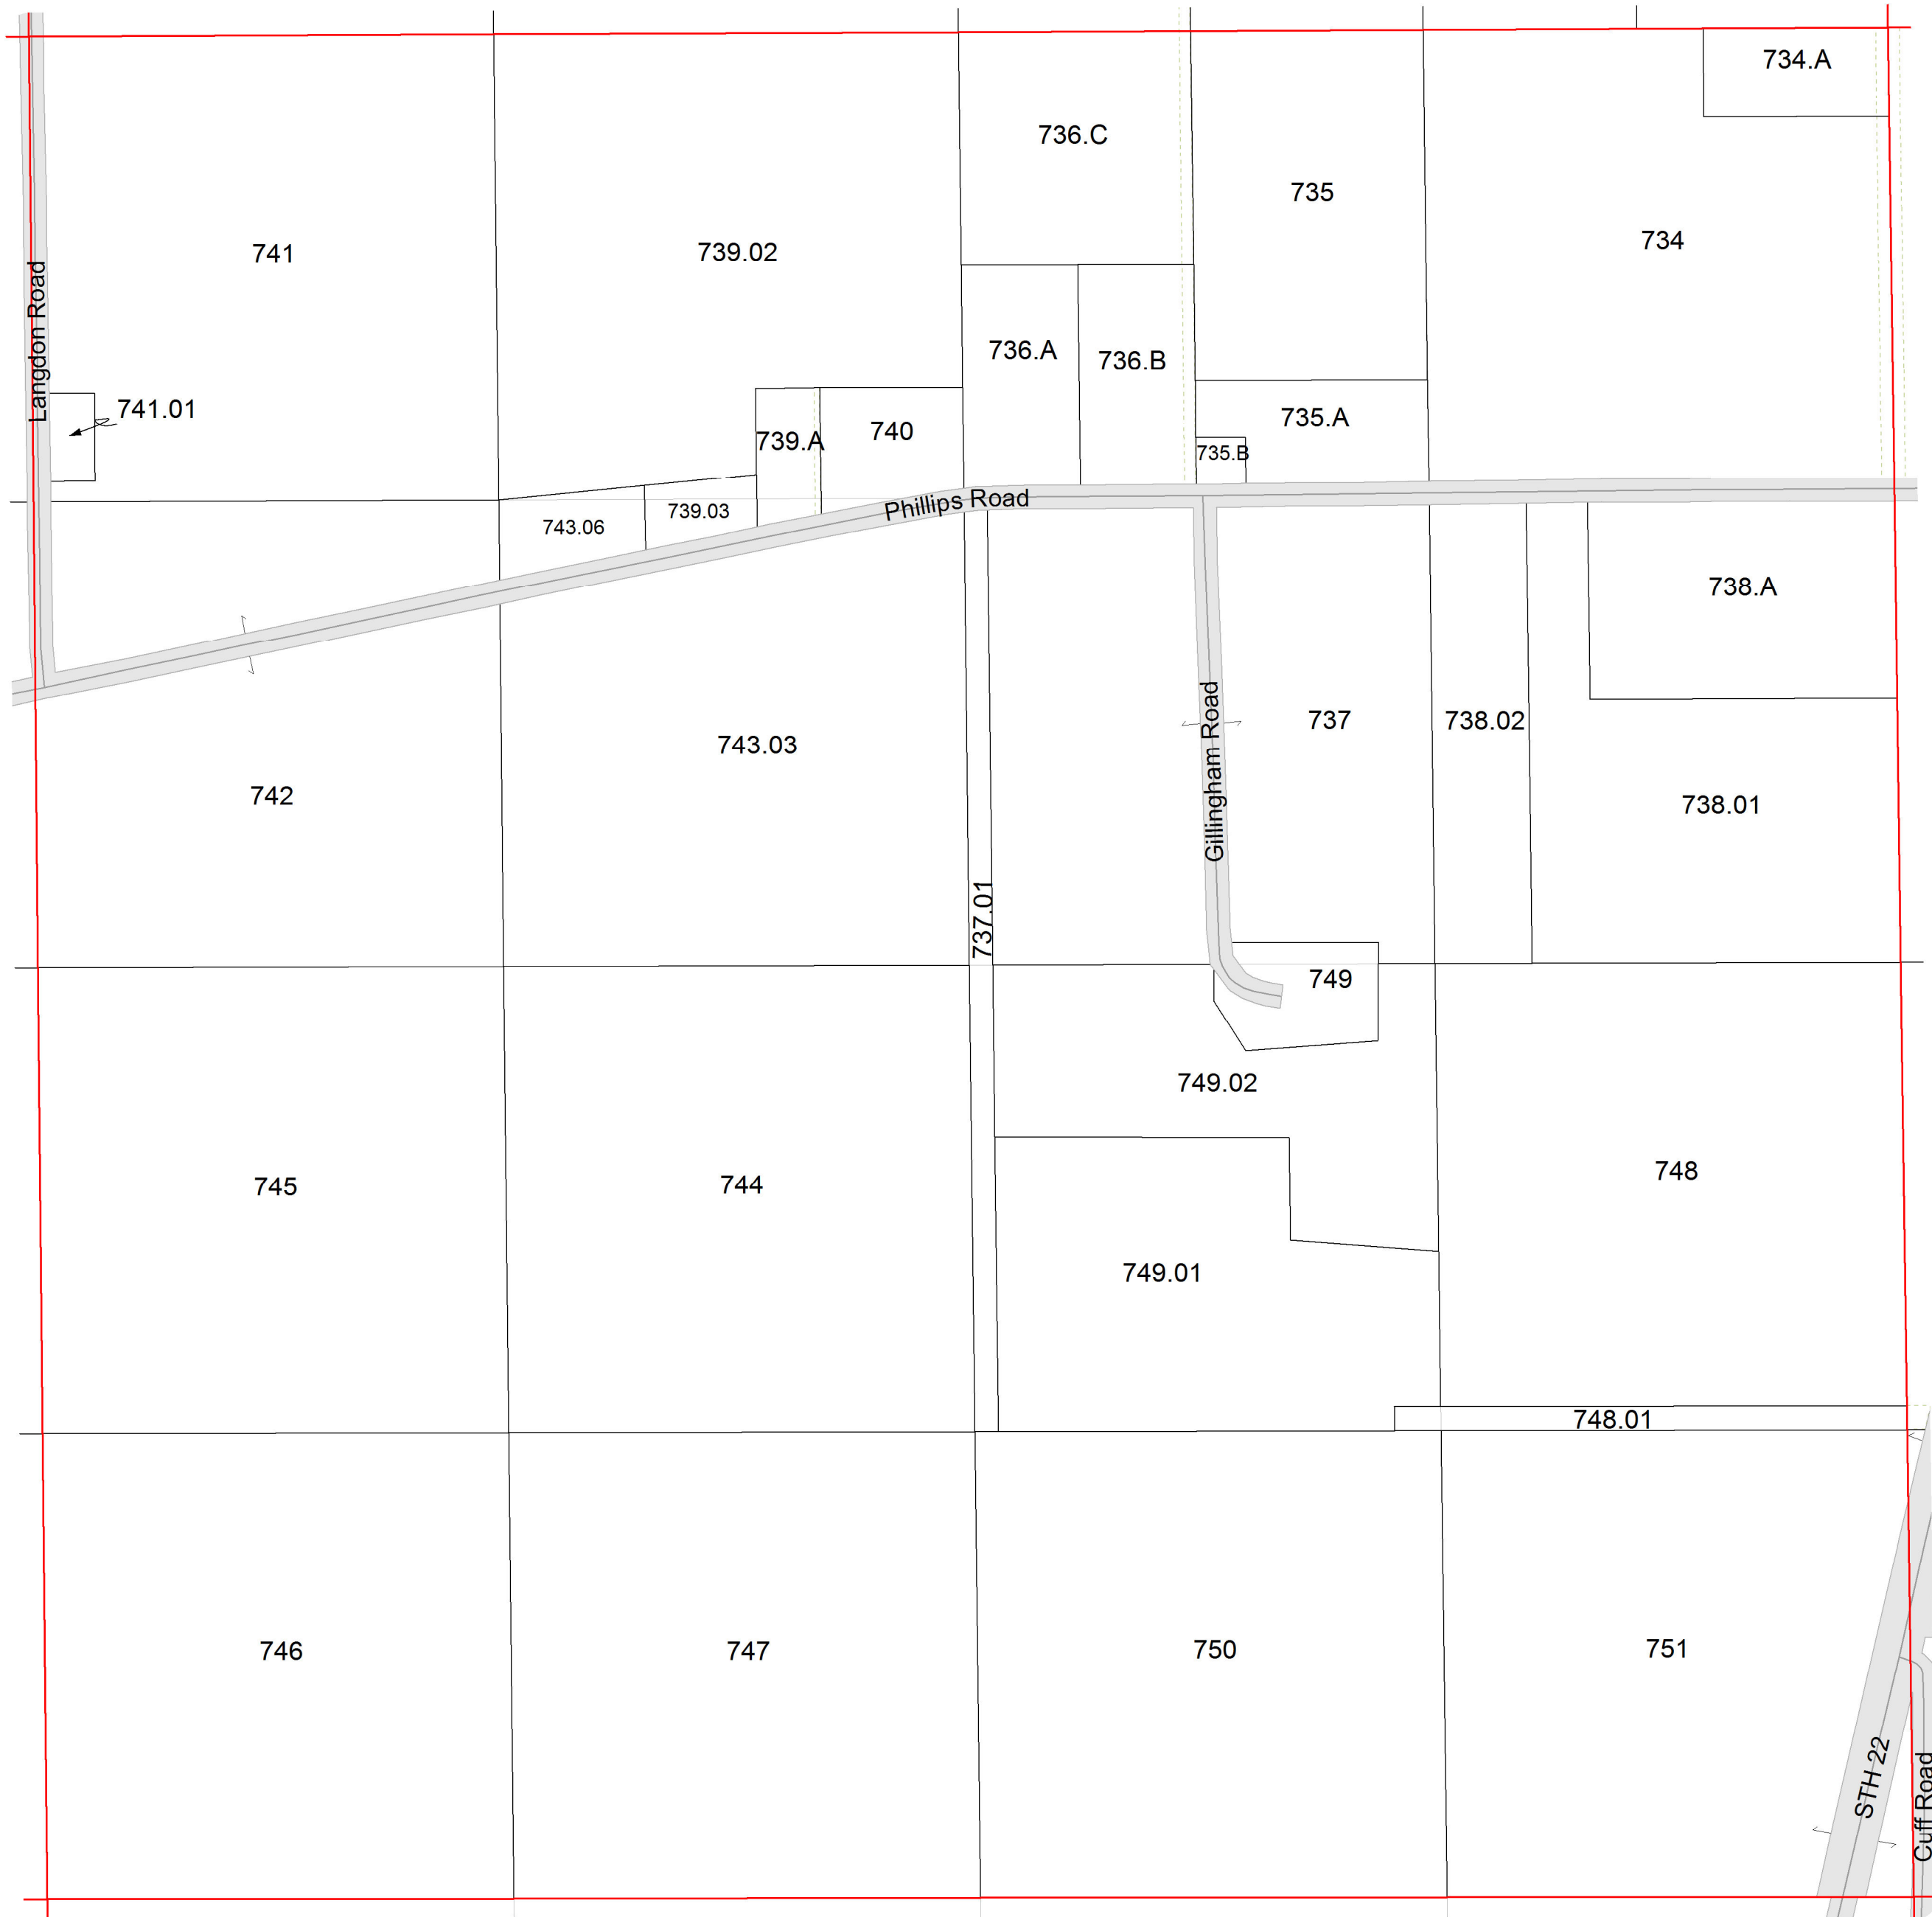 734.A
736.C
735
734
741
739.02
Langdon Road
736.A
736.B
741.01
735.A
740
739.A
735.B
Phillips Road
739.03
743.06
738.A
737
738.02
743.03
Gillingham Road
742
738.01
737.01
749
749.02
748
745
744
749.01
748.01
746
747
750
751
STH 22
Cuff Road